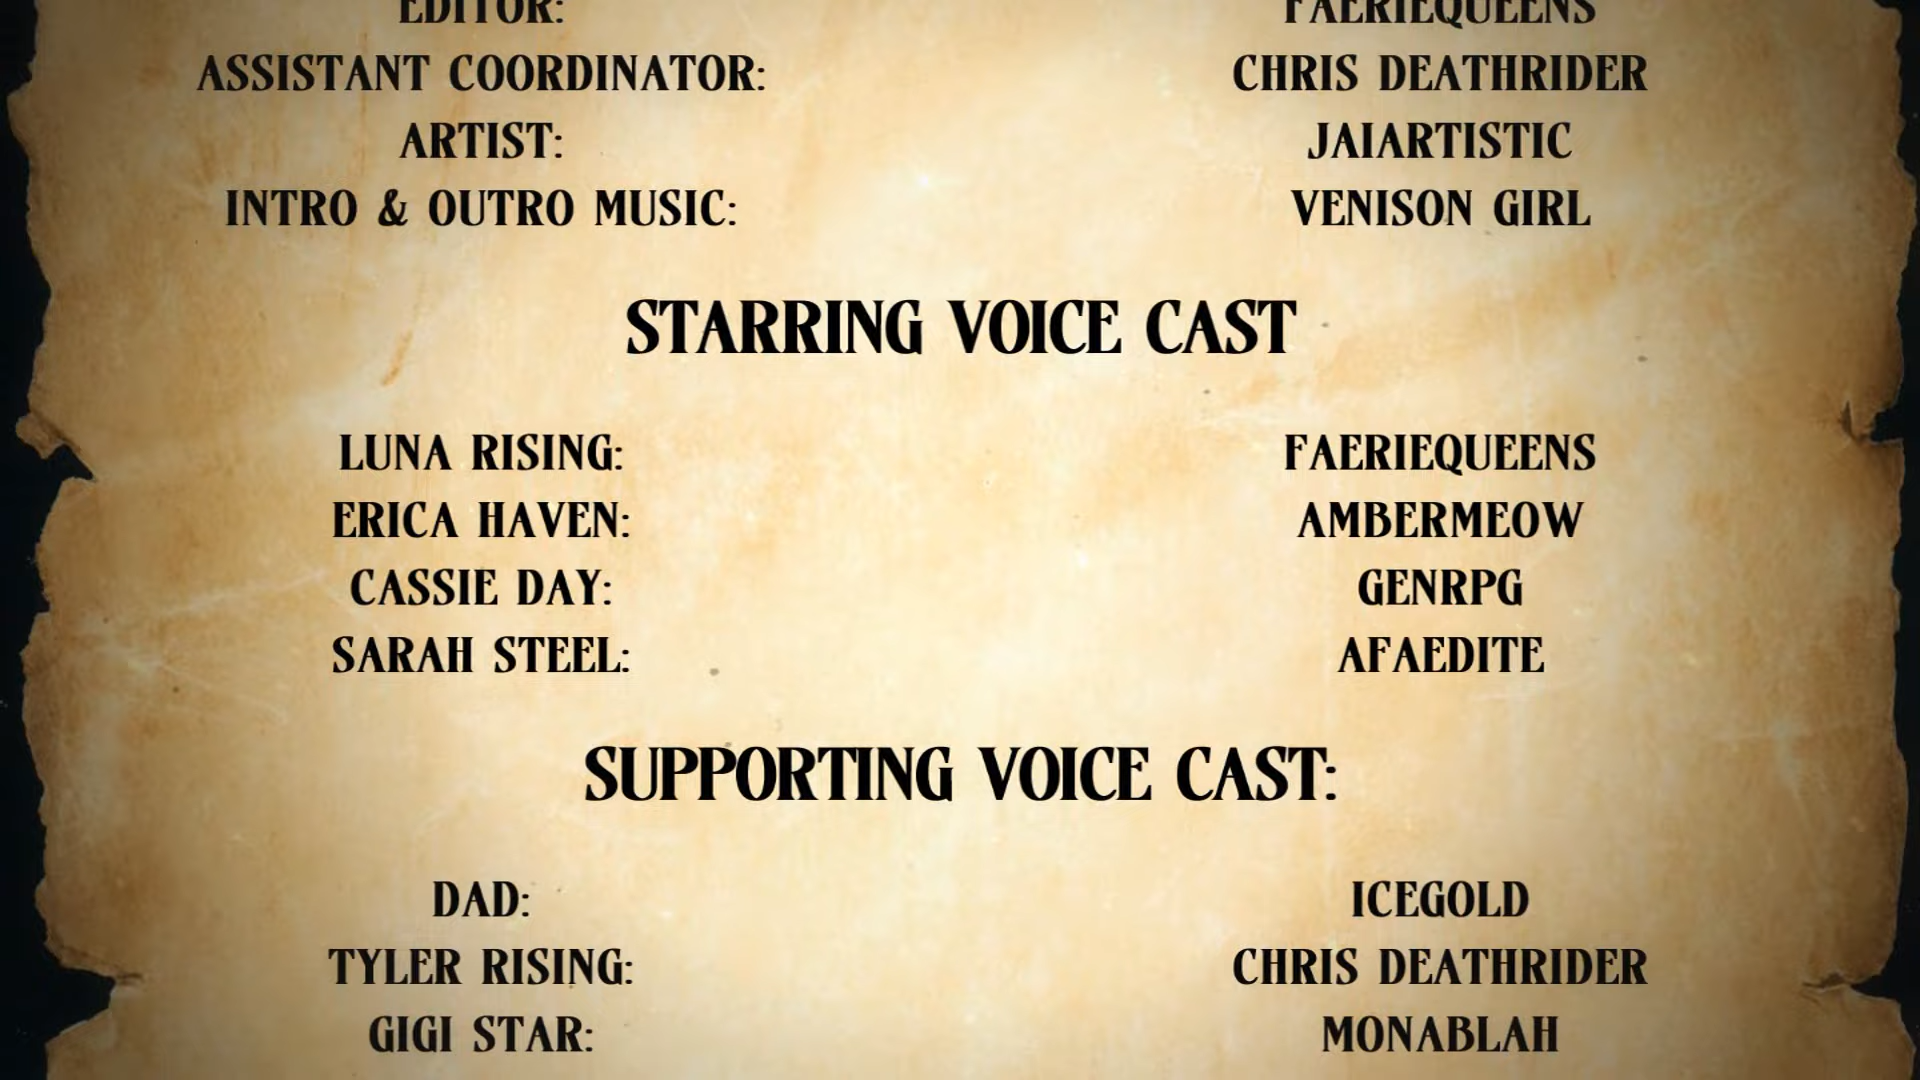 EDITOR: FAERIEQUEENS
ASSISTANT COORDINATOR: CHRIS DEATHRIDER
ARTIST: JAIARTISTIC
INTRO & OUTRO MUSIC: VENISON GIRL
STARRING VOICE CAST
LUNA RISING: FAERIEQUEENS
ERICA HAVEN: AMBERMEOW
CASSIE DAY: GENRPG
SARAH STEEL: AFAEDITE
SUPPORTING VOICE CAST:
DAD: ICEGOLD
TYLER RISING: CHRIS DEATHRIDER
GIGI STAR: MONABLAH